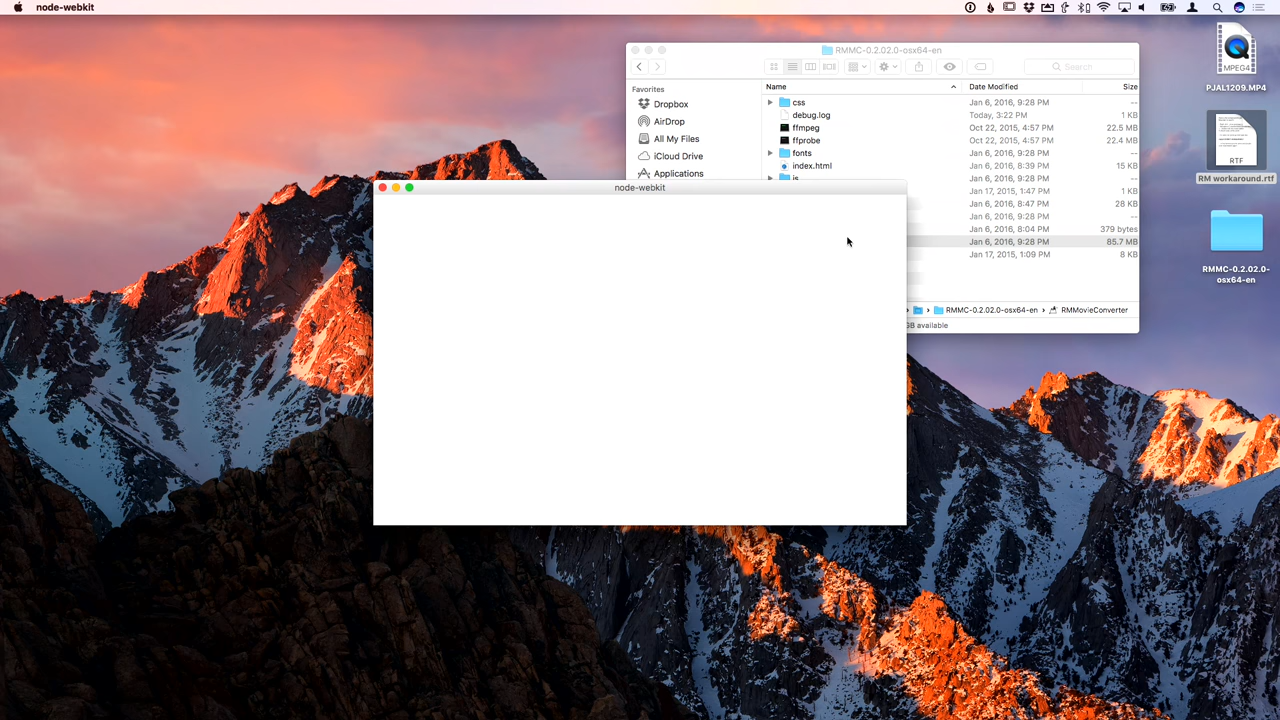 node-webkit
RMMC-0.2.02.0-osx64-en
Search
Favorites
Dropbox
AirDrop
All My Files
iCloud Drive
Applications
Name Date Modified Size
css Jan 6, 2016, 9:28 PM --
debug.log Today, 3:22 PM 1 KB
ffmpeg Oct 22, 2015, 4:57 PM 22.5 MB
ffprobe Oct 22, 2015, 4:57 PM 22.4 MB
fonts Jan 6, 2016, 9:28 PM --
index.html Jan 6, 2016, 8:39 PM 15 KB
js Jan 6, 2016, 9:28 PM --
Jan 17, 2015, 1:47 PM 1 KB
Jan 6, 2016, 8:47 PM 28 KB
Jan 6, 2016, 9:28 PM --
Jan 6, 2016, 8:04 PM 379 bytes
Jan 6, 2016, 9:28 PM 85.7 MB
Jan 17, 2015, 1:09 PM 8 KB
RMMC-0.2.02.0-osx64-en › RMMovieConverter
GB available
node-webkit
MPEG4
PJAL1209.MP4
RTF
RM workaround.rtf
RMMC-0.2.02.0-
osx64-en